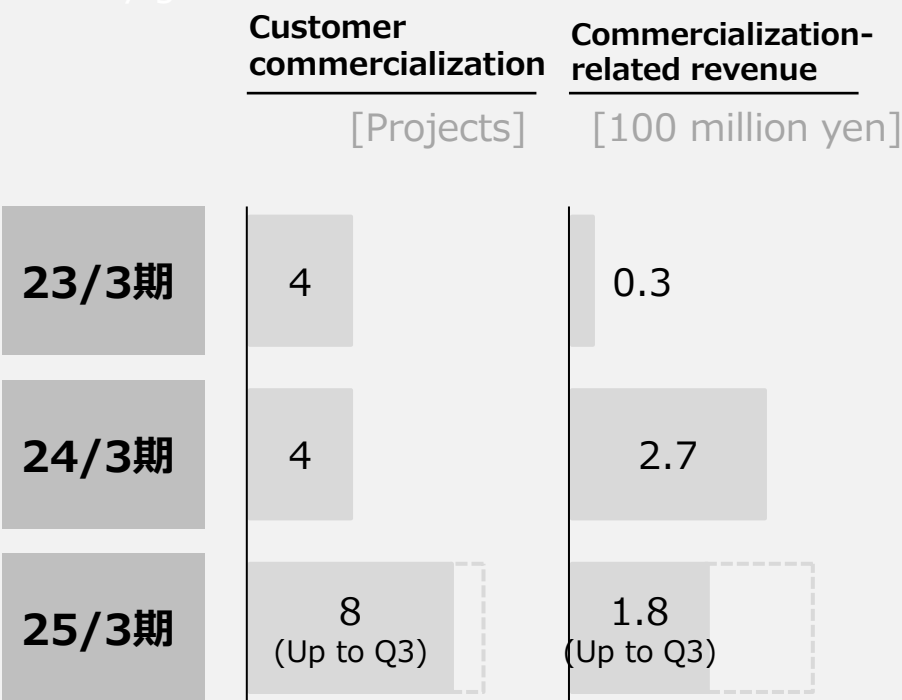 Customer
commercialization
Commercialization-
related revenue
[Projects]
[100 million yen]
23/3期
4
0.3
24/3期
4
2.7
25/3期
8
(Up to Q3)
1.8
(Up to Q3)